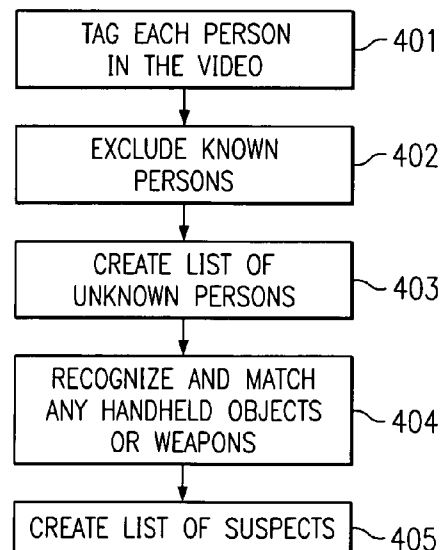 TAG EACH PERSON
IN THE VIDEO
401
EXCLUDE KNOWN
PERSONS
402
CREATE LIST OF
UNKNOWN PERSONS
403
RECOGNIZE AND MATCH
ANY HANDHELD OBJECTS
OR WEAPONS
404
CREATE LIST OF SUSPECTS
405